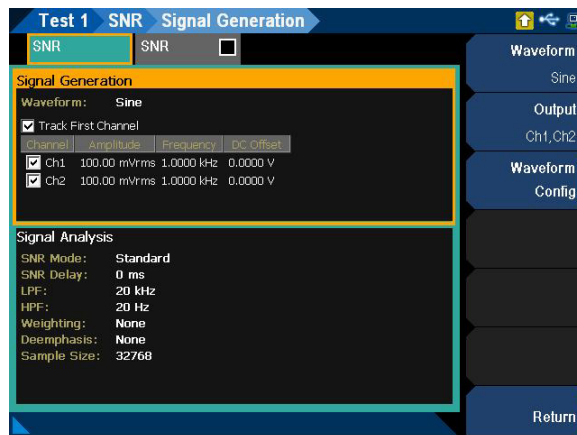 Test 1 SNR Signal Generation
SNR SNR
Signal Generation
Waveform: Sine
Track First Channel
Channel Amplitude Frequency DC Offset
Ch1 100.00 mVrms 1.0000 kHz 0.0000 V
Ch2 100.00 mVrms 1.0000 kHz 0.0000 V
Signal Analysis
SNR Mode: Standard
SNR Delay: 0 ms
LPF: 20 kHz
HPF: 20 Hz
Weighting: None
Deemphasis: None
Sample Size: 32768
Waveform
Sine
Output
Ch1,Ch2
Waveform
Config
Return